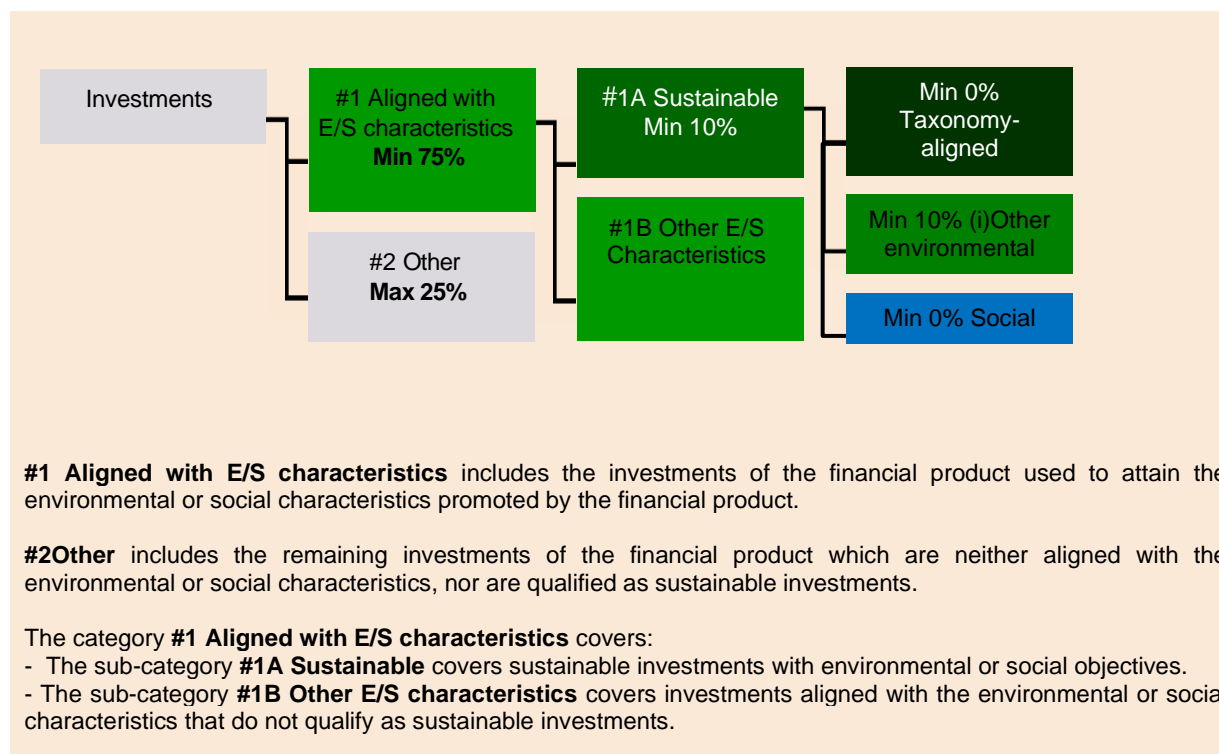 Investments
#1 Aligned with
E/S characteristics
Min 75%
#2 Other
Max 25%
#1A Sustainable
Min 10%
#1B Other E/S
Characteristics
Min 0%
Taxonomy-
aligned
Min 10% (i)Other
environmental
Min 0% Social
#1 Aligned with E/S characteristics includes the investments of the financial product used to attain the
environmental or social characteristics promoted by the financial product.
#2Other includes the remaining investments of the financial product which are neither aligned with the
environmental or social characteristics, nor are qualified as sustainable investments.
The category #1 Aligned with E/S characteristics covers:
- The sub-category #1A Sustainable covers sustainable investments with environmental or social objectives.
- The sub-category #1B Other E/S characteristics covers investments aligned with the environmental or social
characteristics that do not qualify as sustainable investments.